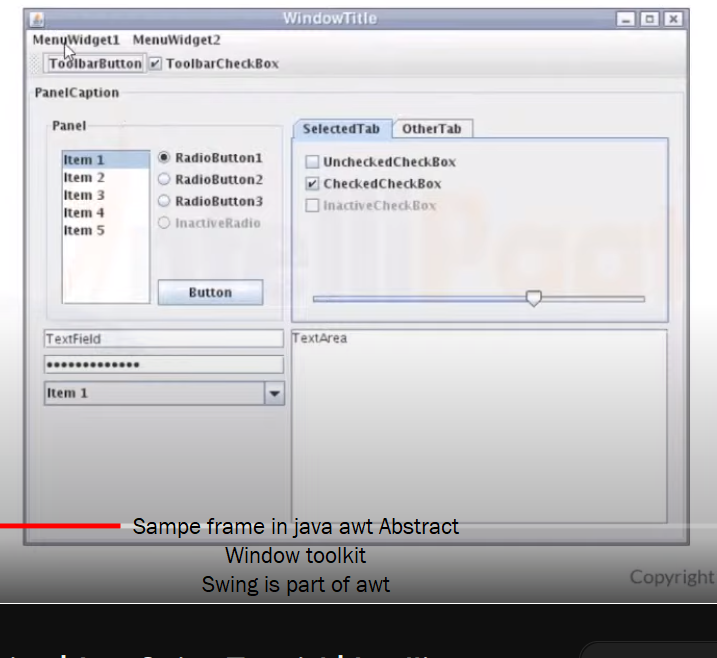 WindowTitle
MenuWidget1 MenuWidget2
ToolbarButton ToolbarCheckBox
PanelCaption
Panel
Item 1
Item 2
Item 3
Item 4
Item 5
RadioButton1
RadioButton2
RadioButton3
InactiveRadio
Button
SelectedTab OtherTab
UncheckedCheckBox
CheckedCheckBox
InactiveCheckBox
TextField
•••••••••••••
Item 1
TextArea
Sampe frame in java awt Abstract
Window toolkit
Swing is part of awt
Copyright